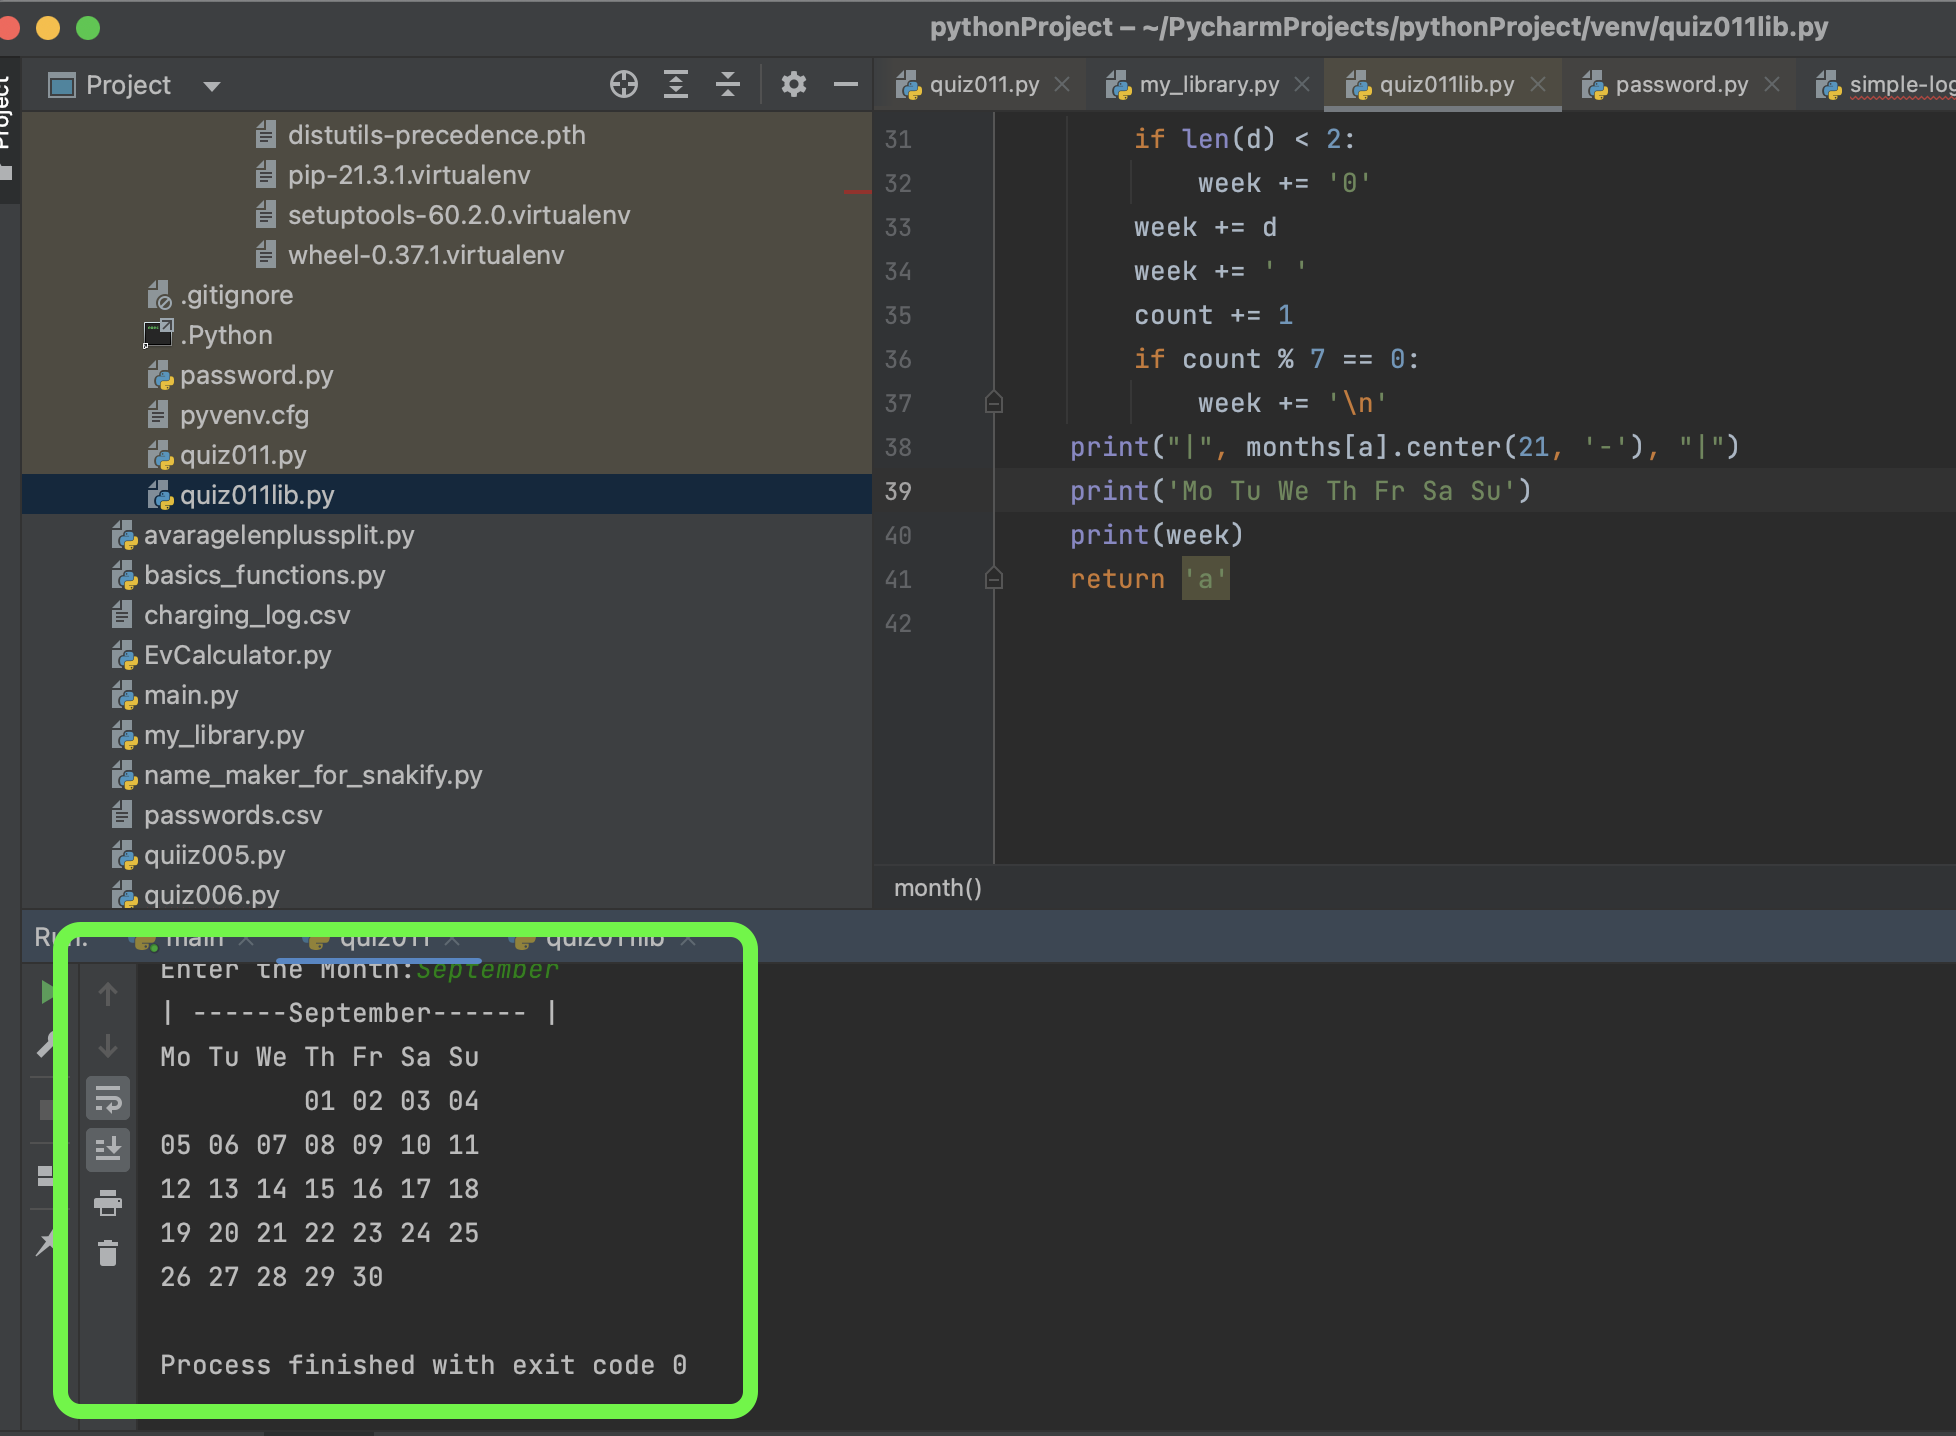 pythonProject – ~/PycharmProjects/pythonProject/venv/quiz011lib.py
Project
Project
quiz011.py
my_library.py
quiz011lib.py
password.py
simple-log
distutils-precedence.pth
pip-21.3.1.virtualenv
setuptools-60.2.0.virtualenv
wheel-0.37.1.virtualenv
.gitignore
.Python
password.py
pyvenv.cfg
quiz011.py
quiz011lib.py
avaragelenplussplit.py
basics_functions.py
charging_log.csv
EvCalculator.py
main.py
my_library.py
name_maker_for_snakify.py
passwords.csv
quiiz005.py
quiz006.py
31 if len(d) < 2:
32 week += '0'
33 week += d
34 week += ' '
35 count += 1
36 if count % 7 == 0:
37 week += '\n'
38 print("|", months[a].center(21, '-'), "|")
39 print('Mo Tu We Th Fr Sa Su')
40 print(week)
41 return 'a'
42
month()
Run:
main
quiz011
quiz011lib
Enter the Month:September
| ------September------ |
Mo Tu We Th Fr Sa Su
01 02 03 04
05 06 07 08 09 10 11
12 13 14 15 16 17 18
19 20 21 22 23 24 25
26 27 28 29 30
Process finished with exit code 0